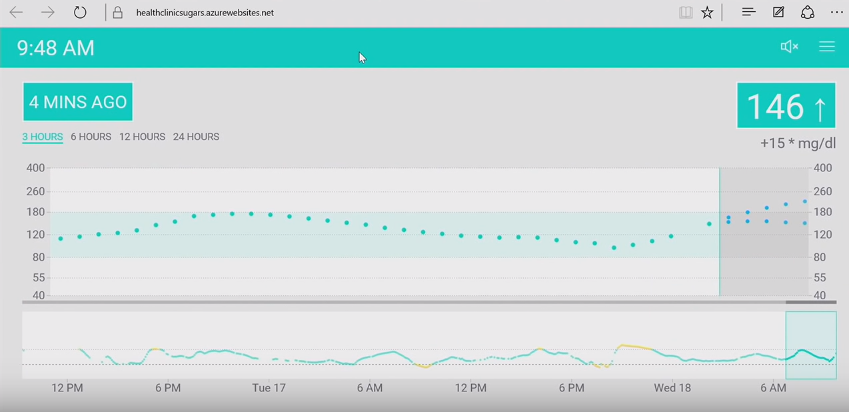 healthclinicsugars.azurewebsites.net
9:48 AM
4 MINS AGO
146 ↑
+15 * mg/dl
3 HOURS 6 HOURS 12 HOURS 24 HOURS
400 400
260 260
180 180
120 120
80 80
55 55
40 40
12 PM 6 PM Tue 17 6 AM 12 PM 6 PM Wed 18 6 AM